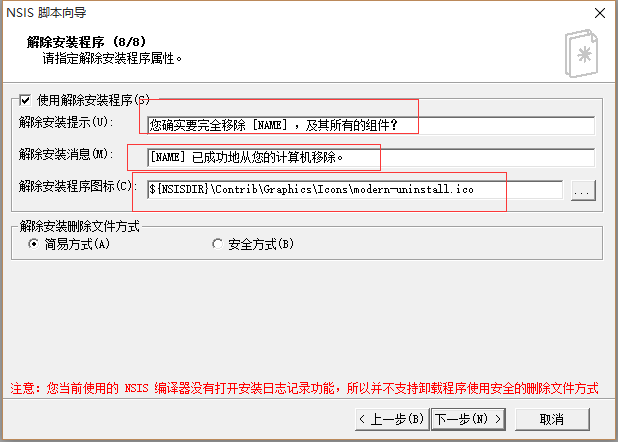 NSIS 脚本向导
解除安装程序 (8/8)
请指定解除安装程序属性。
使用解除安装程序(S)
解除安装提示(U):
您确实要完全移除 [NAME] ，及其所有的组件？
解除安装消息(M):
[NAME] 已成功地从您的计算机移除。
解除安装程序图标(C):
${NSISDIR}\Contrib\Graphics\Icons\modern-uninstall.ico
...
解除安装删除文件方式
简易方式(A)
安全方式(B)
注意：您当前使用的 NSIS 编译器没有打开安装日志记录功能，所以并不支持卸载程序使用安全的删除文件方式
< 上一步(B)
下一步(N) >
取消